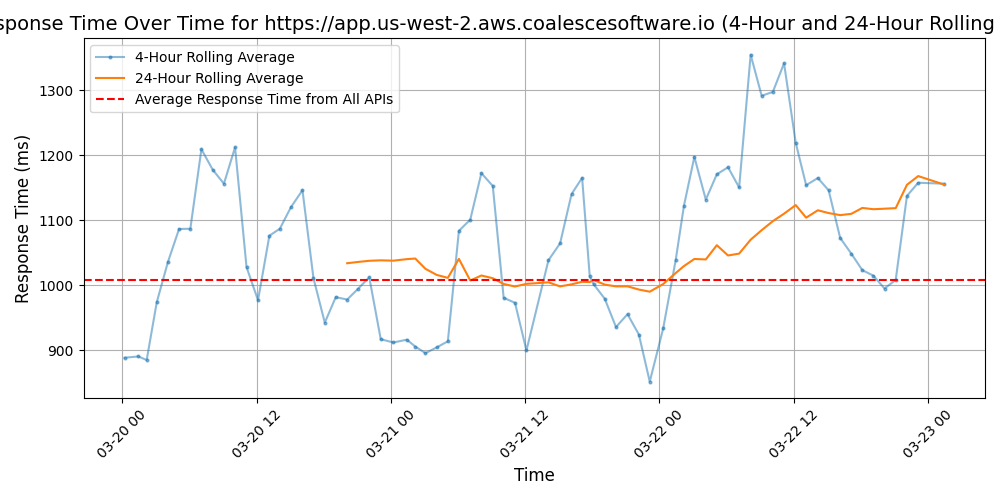 sponse Time Over Time for https://app.us-west-2.aws.coalescesoftware.io (4-Hour and 24-Hour Rolling
4-Hour Rolling Average
24-Hour Rolling Average
Average Response Time from All APIs
Response Time (ms)
1300
1200
1100
1000
900
03-20 00
03-20 12
03-21 00
03-21 12
03-22 00
03-22 12
03-23 00
Time